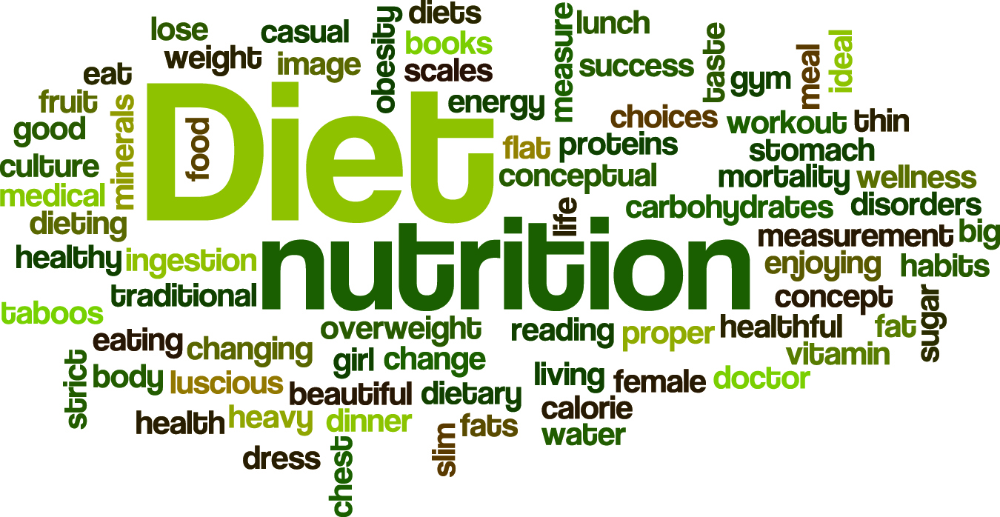 diets
lose
casual
books
obesity
measure
lunch
weight
image
scales
success
taste
gym
meal
ideal
eat
fruit
minerals
Diet
food
energy
choices
workout
thin
good
flat
proteins
stomach
culture
conceptual
mortality
wellness
medical
carbohydrates
disorders
dieting
life
measurement
big
healthy
ingestion
nutrition
enjoying
habits
traditional
concept
sugar
taboos
overweight
reading
proper
healthful
fat
eating
changing
girl
change
vitamin
strict
body
luscious
beautiful
dietary
living
female
doctor
calorie
health
heavy
dinner
slim
fats
water
dress
chest